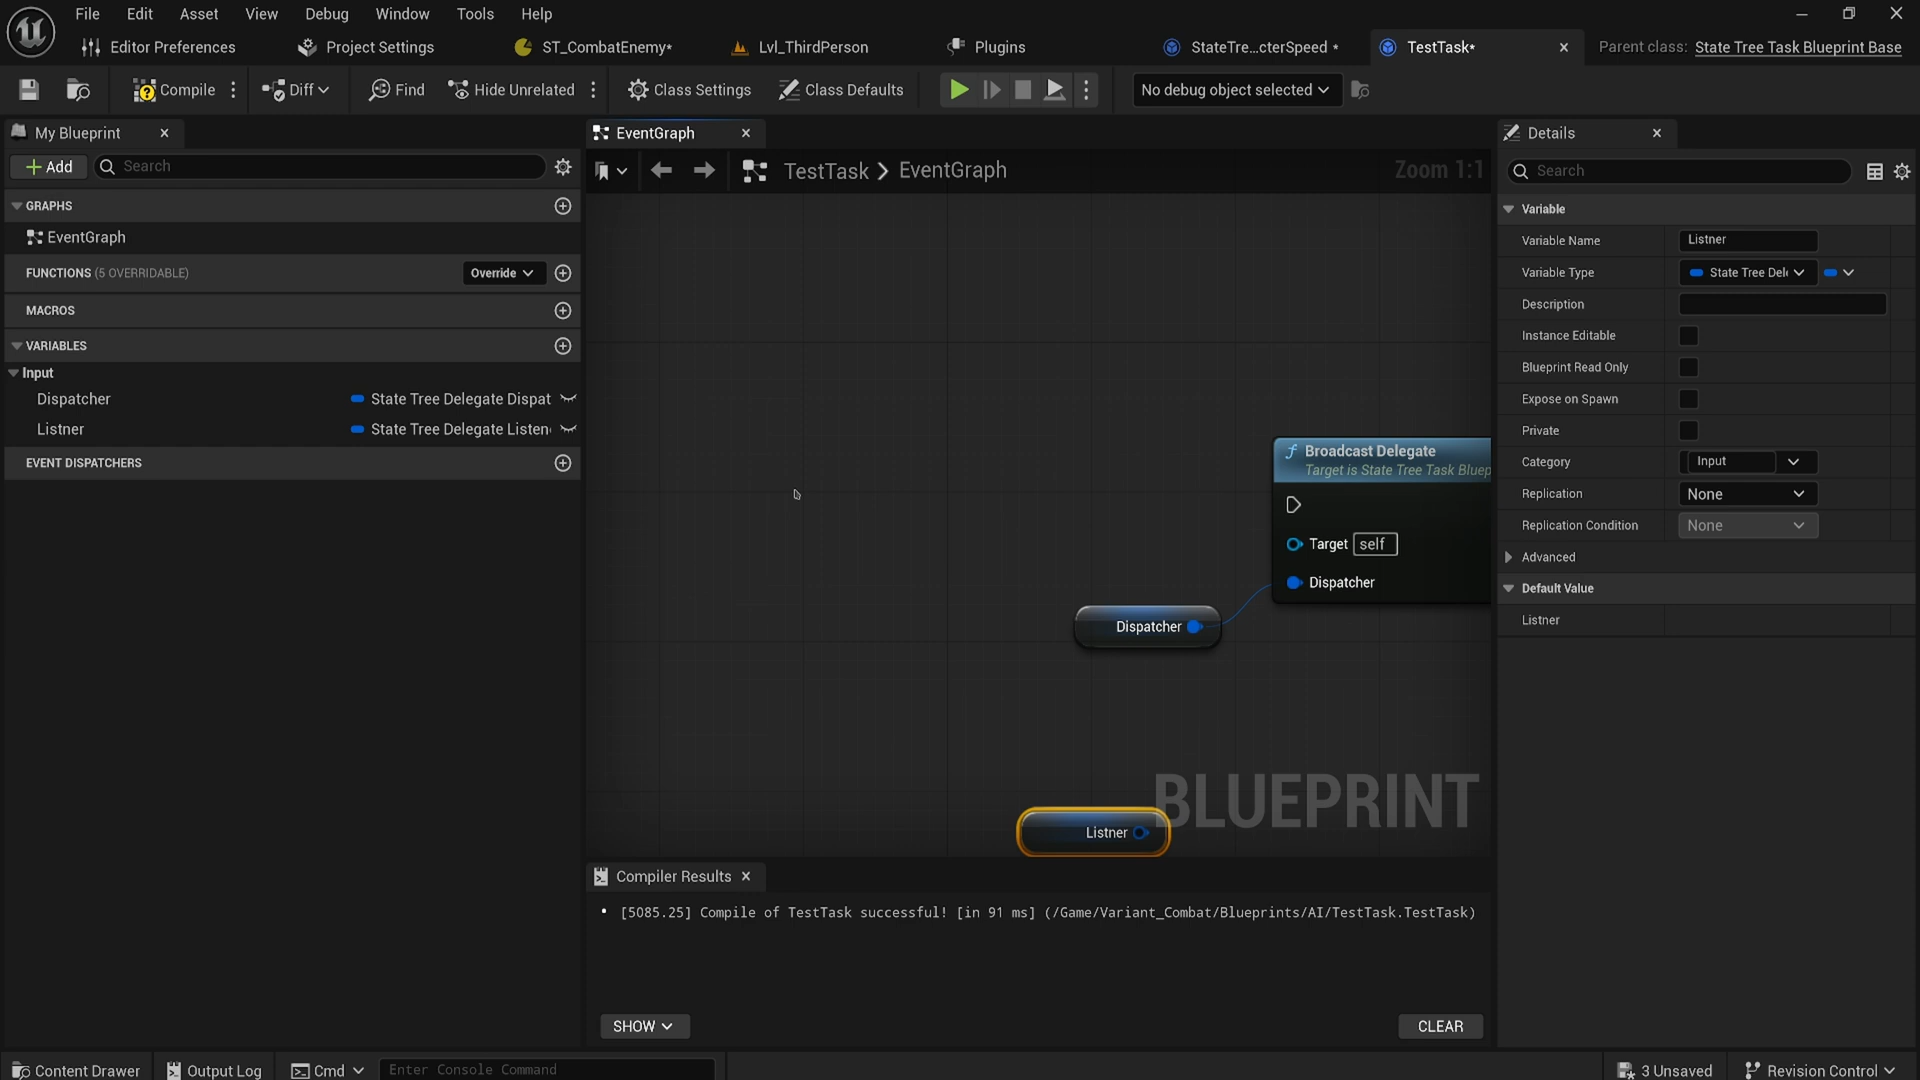 File Edit Asset View Debug Window Tools Help
Editor Preferences Project Settings ST_CombatEnemy* Lvl_ThirdPerson Plugins StateTre...cterSpeed * TestTask* Parent class: State Tree Task Blueprint Base
Compile Diff Find Hide Unrelated Class Settings Class Defaults No debug object selected
My Blueprint
Add Search
GRAPHS
EventGraph
FUNCTIONS (5 OVERRIDABLE) Override
MACROS
VARIABLES
Input
Dispatcher State Tree Delegate Dispat
Listner State Tree Delegate Listen
EVENT DISPATCHERS
EventGraph
TestTask > EventGraph Zoom 1:1
Broadcast Delegate
Target is State Tree Task Bluep
Target self
Dispatcher
Dispatcher
Listner
BLUEPRINT
Compiler Results
• [5085.25] Compile of TestTask successful! [in 91 ms] (/Game/Variant_Combat/Blueprints/AI/TestTask.TestTask)
SHOW CLEAR
Details
Search
Variable
Variable Name Listner
Variable Type State Tree Del
Description
Instance Editable
Blueprint Read Only
Expose on Spawn
Private
Category Input
Replication None
Replication Condition None
Advanced
Default Value
Listner
Content Drawer Output Log Cmd Enter Console Command 3 Unsaved Revision Control